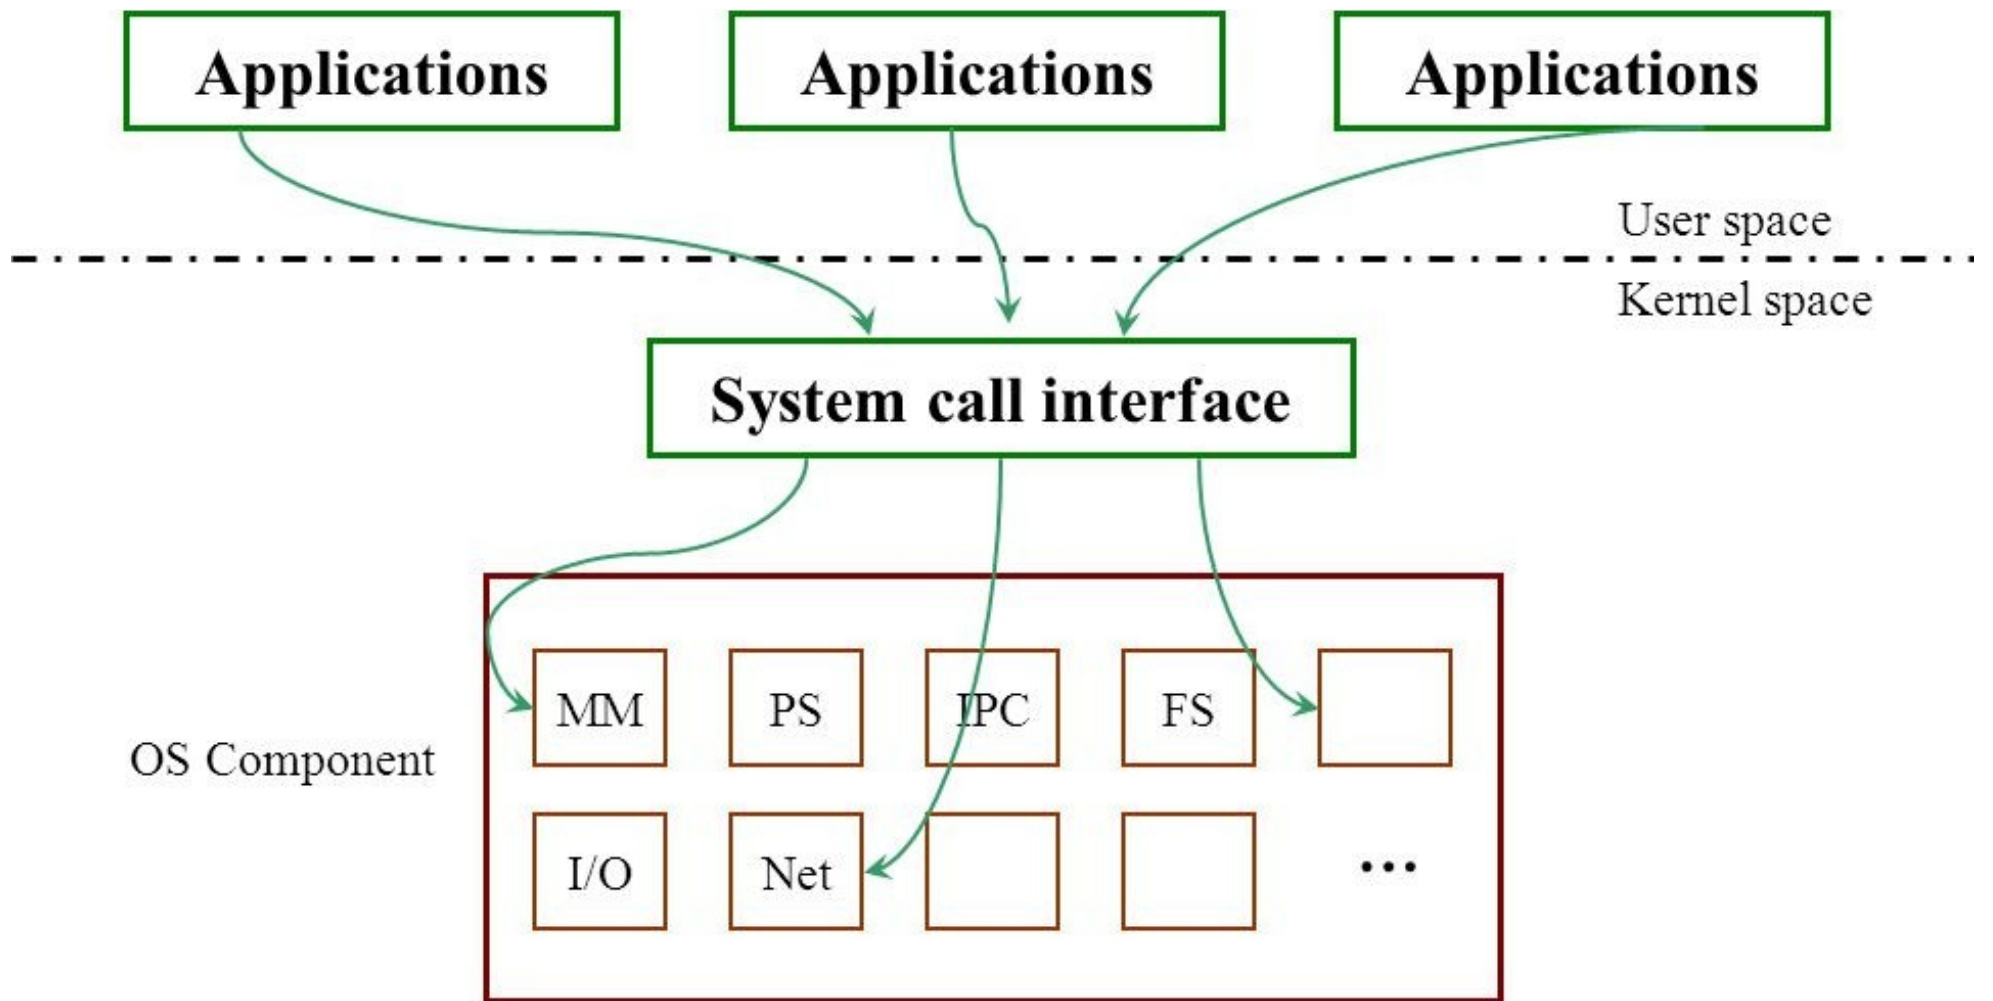 Applications
Applications
Applications
User space
Kernel space
System call interface
MM
PS
IPC
FS
OS Component
I/O
Net
...